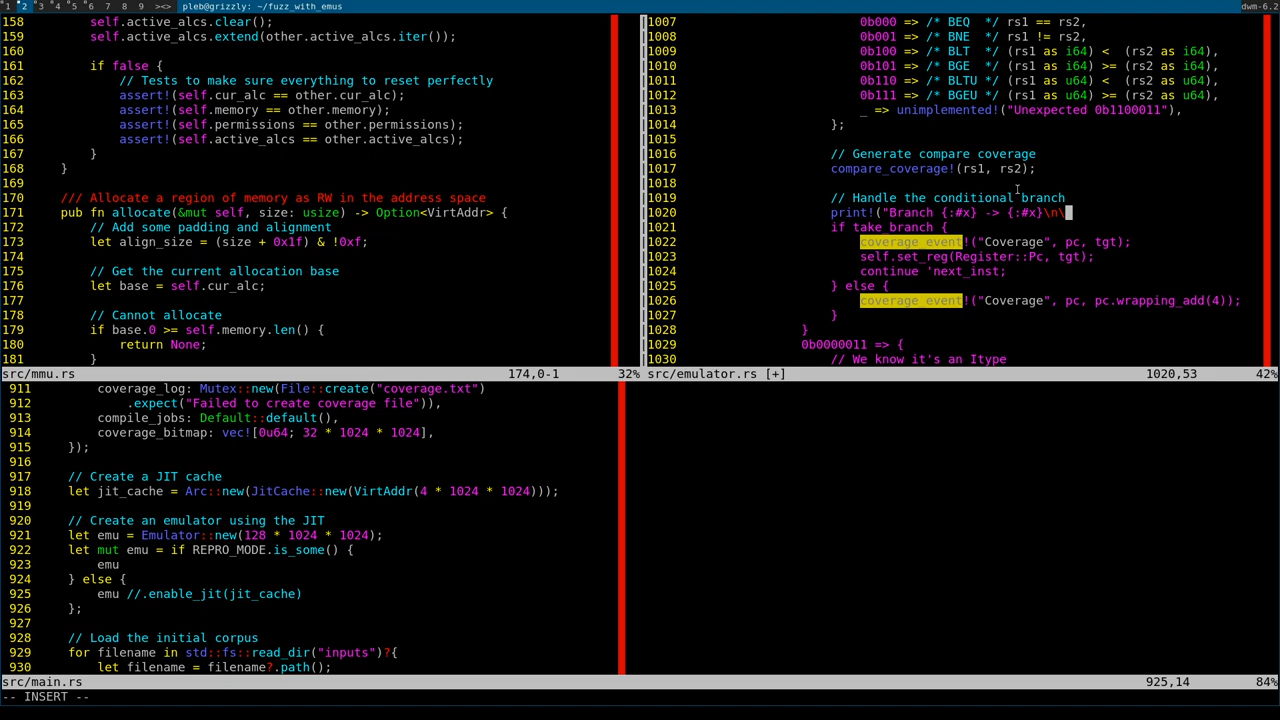 1 2 3 4 5 6 7 8 9 ><> pleb@grizzly: ~/fuzz_with_emus dwm-6.2
158 self.active_alcs.clear();
159 self.active_alcs.extend(other.active_alcs.iter());
160
161 if false {
162 // Tests to make sure everything to reset perfectly
163 assert!(self.cur_alc == other.cur_alc);
164 assert!(self.memory == other.memory);
165 assert!(self.permissions == other.permissions);
166 assert!(self.active_alcs == other.active_alcs);
167 }
168 }
169
170 /// Allocate a region of memory as RW in the address space
171 pub fn allocate(&mut self, size: usize) -> Option<VirtAddr> {
172 // Add some padding and alignment
173 let align_size = (size + 0x1f) & !0xf;
174
175 // Get the current allocation base
176 let base = self.cur_alc;
177
178 // Cannot allocate
179 if base.0 >= self.memory.len() {
180 return None;
181 }
src/mmu.rs 174,0-1 32%
1007 0b000 => /* BEQ  */ rs1 == rs2,
1008 0b001 => /* BNE  */ rs1 != rs2,
1009 0b100 => /* BLT  */ (rs1 as i64) <  (rs2 as i64),
1010 0b101 => /* BGE  */ (rs1 as i64) >= (rs2 as i64),
1011 0b110 => /* BLTU */ (rs1 as u64) <  (rs2 as u64),
1012 0b111 => /* BGEU */ (rs1 as u64) >= (rs2 as u64),
1013 _ => unimplemented!("Unexpected 0b1100011"),
1014 };
1015
1016 // Generate compare coverage
1017 compare_coverage!(rs1, rs2);
1018
1019 // Handle the conditional branch
1020 print!("Branch {:#x} -> {:#x}\n\
1021 if take_branch {
1022 coverage_event!("Coverage", pc, tgt);
1023 self.set_reg(Register::Pc, tgt);
1024 continue 'next_inst;
1025 } else {
1026 coverage_event!("Coverage", pc, pc.wrapping_add(4));
1027 }
1028 }
1029 0b0000011 => {
1030 // We know it's an Itype
src/emulator.rs [+] 1020,53 42%
911 coverage_log: Mutex::new(File::create("coverage.txt")
912 .expect("Failed to create coverage file")),
913 compile_jobs: Default::default(),
914 coverage_bitmap: vec![0u64; 32 * 1024 * 1024],
915 });
916
917 // Create a JIT cache
918 let jit_cache = Arc::new(JitCache::new(VirtAddr(4 * 1024 * 1024)));
919
920 // Create an emulator using the JIT
921 let emu = Emulator::new(128 * 1024 * 1024);
922 let mut emu = if REPRO_MODE.is_some() {
923 emu
924 } else {
925 emu //.enable_jit(jit_cache)
926 };
927
928 // Load the initial corpus
929 for filename in std::fs::read_dir("inputs")?{
930 let filename = filename?.path();
src/main.rs 925,14 84%
-- INSERT --